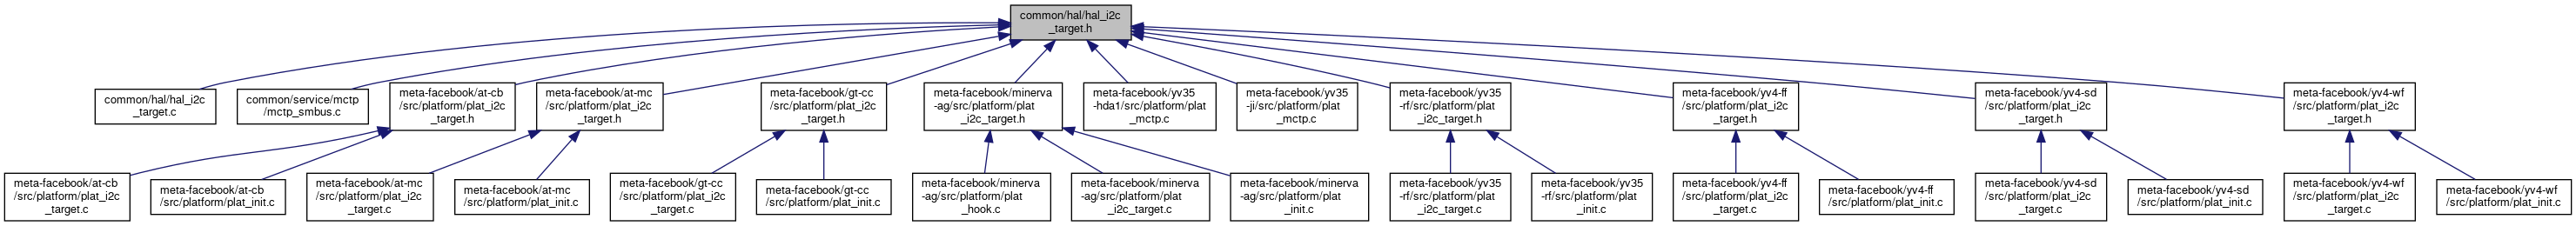 common/hal/hal_i2c
_target.h
common/hal/hal_i2c
_target.c
common/service/mctp
/mctp_smbus.c
meta-facebook/at-cb
/src/platform/plat_i2c
_target.h
meta-facebook/at-mc
/src/platform/plat_i2c
_target.h
meta-facebook/gt-cc
/src/platform/plat_i2c
_target.h
meta-facebook/minerva
-ag/src/platform/plat
_i2c_target.h
meta-facebook/yv35
-hda1/src/platform/plat
_mctp.c
meta-facebook/yv35
-ji/src/platform/plat
_mctp.c
meta-facebook/yv35
-rf/src/platform/plat
_i2c_target.h
meta-facebook/yv4-ff
/src/platform/plat_i2c
_target.h
meta-facebook/yv4-sd
/src/platform/plat_i2c
_target.h
meta-facebook/yv4-wf
/src/platform/plat_i2c
_target.h
meta-facebook/at-cb
/src/platform/plat_i2c
_target.c
meta-facebook/at-cb
/src/platform/plat_init.c
meta-facebook/at-mc
/src/platform/plat_i2c
_target.c
meta-facebook/at-mc
/src/platform/plat_init.c
meta-facebook/gt-cc
/src/platform/plat_i2c
_target.c
meta-facebook/gt-cc
/src/platform/plat_init.c
meta-facebook/minerva
-ag/src/platform/plat
_hook.c
meta-facebook/minerva
-ag/src/platform/plat
_i2c_target.c
meta-facebook/minerva
-ag/src/platform/plat
_init.c
meta-facebook/yv35
-rf/src/platform/plat
_i2c_target.c
meta-facebook/yv35
-rf/src/platform/plat
_init.c
meta-facebook/yv4-ff
/src/platform/plat_i2c
_target.c
meta-facebook/yv4-ff
/src/platform/plat_init.c
meta-facebook/yv4-sd
/src/platform/plat_i2c
_target.c
meta-facebook/yv4-sd
/src/platform/plat_init.c
meta-facebook/yv4-wf
/src/platform/plat_i2c
_target.c
meta-facebook/yv4-wf
/src/platform/plat_init.c